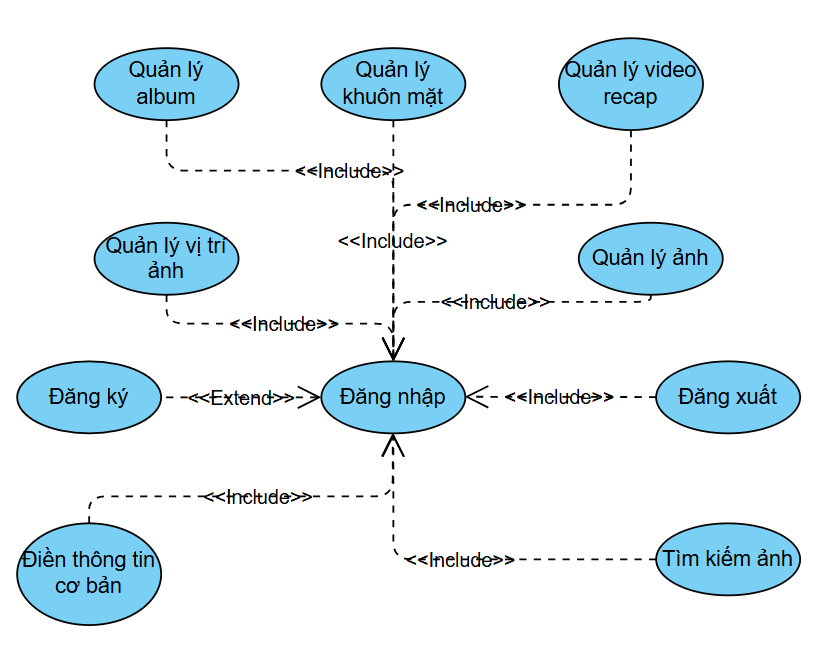 Quản lý
album
Quản lý
khuôn mặt
Quản lý video
recap
<<Include>>
<<Include>>
<<Include>>
Quản lý vị trí
ảnh
Quản lý ảnh
<<Include>>
<<Include>>
Đăng ký
<<Extend>>
Đăng nhập
<<Include>>
Đăng xuất
<<Include>>
Điền thông tin
cơ bản
<<Include>>
Tìm kiếm ảnh